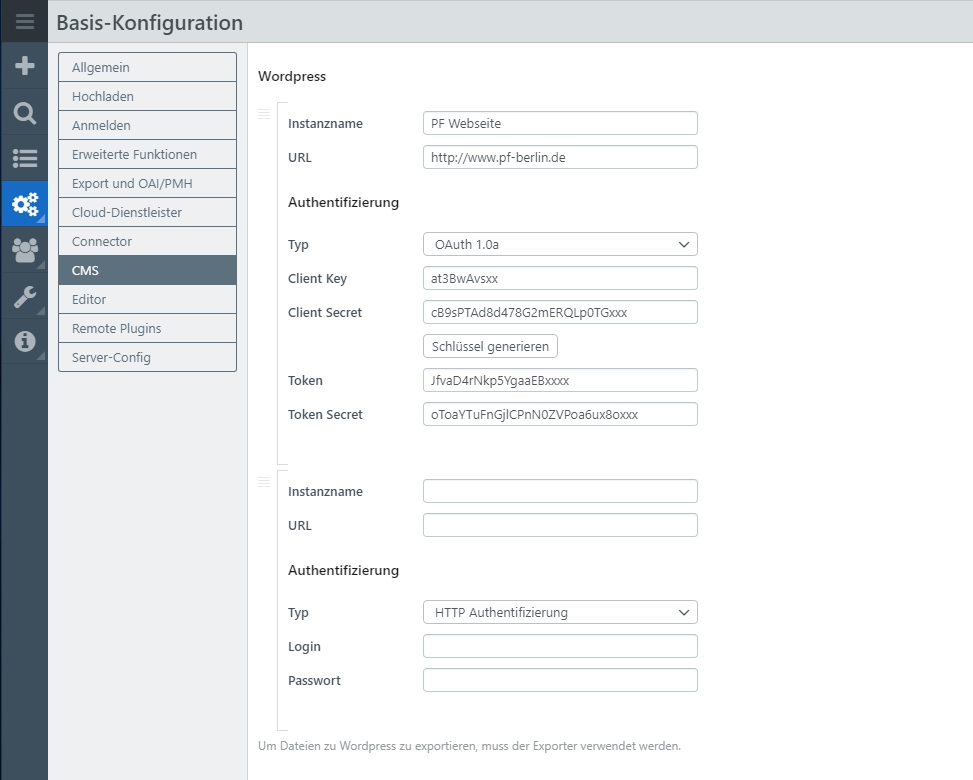 Basis-Konfiguration
Allgemein
Hochladen
Anmelden
Erweiterte Funktionen
Export und OAI/PMH
Cloud-Dienstleister
Connector
CMS
Editor
Remote Plugins
Server-Config
Wordpress
Instanzname PF Webseite
URL http://www.pf-berlin.de
Authentifizierung
Typ OAuth 1.0a
Client Key at3BwAvsxx
Client Secret cB9sPTAd8d478G2mERQLp0TGxxx
Schlüssel generieren
Token JfvaD4rNkp5YgaaEBxxxx
Token Secret oToaYTuFnGjlCPnN0ZVPoa6ux8oxxx
Instanzname
URL
Authentifizierung
Typ HTTP Authentifizierung
Login
Passwort
Um Dateien zu Wordpress zu exportieren, muss der Exporter verwendet werden.